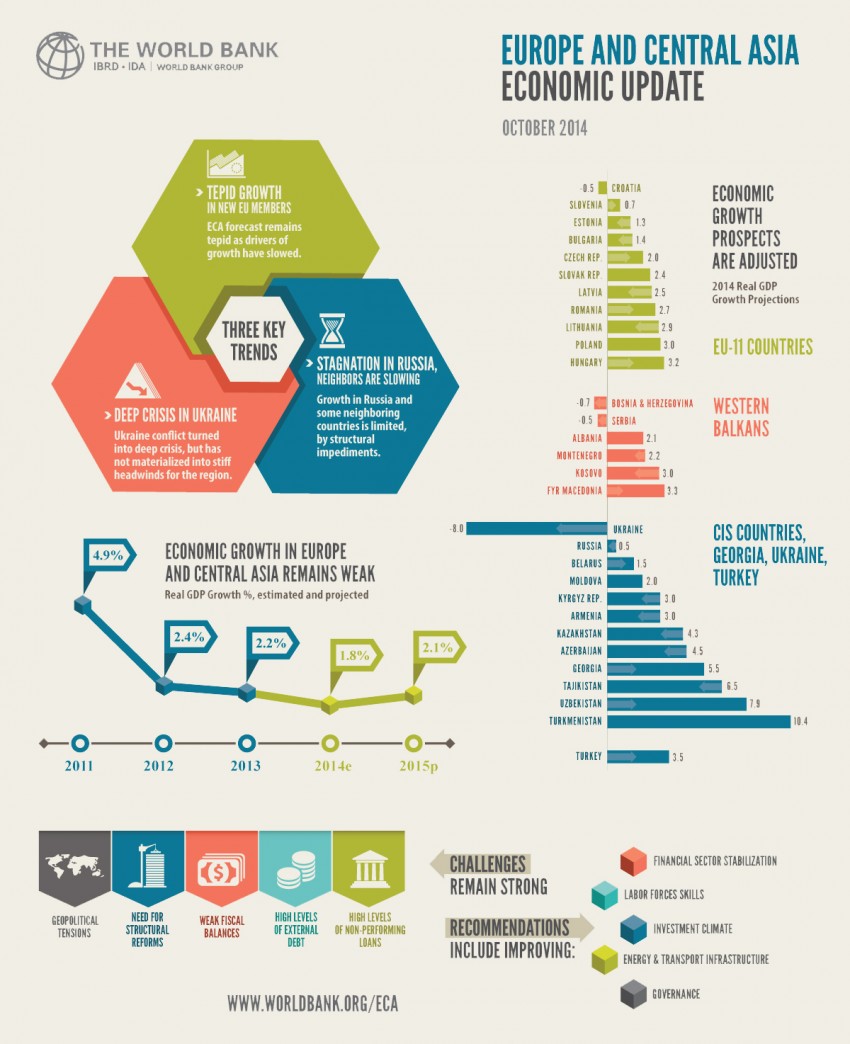 THE WORLD BANK
IBRD • IDA | WORLD BANK GROUP
EUROPE AND CENTRAL ASIA
ECONOMIC UPDATE
OCTOBER 2014
> TEPID GROWTH
IN NEW EU MEMBERS
ECA forecast remains
tepid as drivers of
growth have slowed.
THREE KEY
TRENDS
> STAGNATION IN RUSSIA,
NEIGHBORS ARE SLOWING
Growth in Russia and
some neighboring
countries is limited,
by structural
impediments.
> DEEP CRISIS IN UKRAINE
Ukraine conflict turned
into deep crisis, but has
not materialized into stiff
headwinds for the region.
ECONOMIC
GROWTH
PROSPECTS
ARE ADJUSTED
2014 Real GDP
Growth Projections
EU-11 COUNTRIES
-0.5 CROATIA
SLOVENIA 0.7
ESTONIA 1.3
BULGARIA 1.4
CZECH REP. 2.0
SLOVAK REP. 2.4
LATVIA 2.5
ROMANIA 2.7
LITHUANIA 2.9
POLAND 3.0
HUNGARY 3.2
WESTERN
BALKANS
-0.7 BOSNIA & HERZEGOVINA
-0.5 SERBIA
ALBANIA 2.1
MONTENEGRO 2.2
KOSOVO 3.0
FYR MACEDONIA 3.3
CIS COUNTRIES,
GEORGIA, UKRAINE,
TURKEY
-8.0 UKRAINE
RUSSIA 0.5
BELARUS 1.5
MOLDOVA 2.0
KYRGYZ REP. 3.0
ARMENIA 3.0
KAZAKHSTAN 4.3
AZERBAIJAN 4.5
GEORGIA 5.5
TAJIKISTAN 6.5
UZBEKISTAN 7.9
TURKMENISTAN 10.4
TURKEY 3.5
ECONOMIC GROWTH IN EUROPE
AND CENTRAL ASIA REMAINS WEAK
Real GDP Growth %, estimated and projected
4.9%
2.4%
2.2%
1.8%
2.1%
2011
2012
2013
2014e
2015p
GEOPOLITICAL
TENSIONS
NEED FOR
STRUCTURAL
REFORMS
WEAK FISCAL
BALANCES
HIGH LEVELS
OF EXTERNAL
DEBT
HIGH LEVELS
OF NON-PERFORMING
LOANS
CHALLENGES
REMAIN STRONG
RECOMMENDATIONS
INCLUDE IMPROVING:
FINANCIAL SECTOR STABILIZATION
LABOR FORCES SKILLS
INVESTMENT CLIMATE
ENERGY & TRANSPORT INFRASTRUCTURE
GOVERNANCE
WWW.WORLDBANK.ORG/ECA